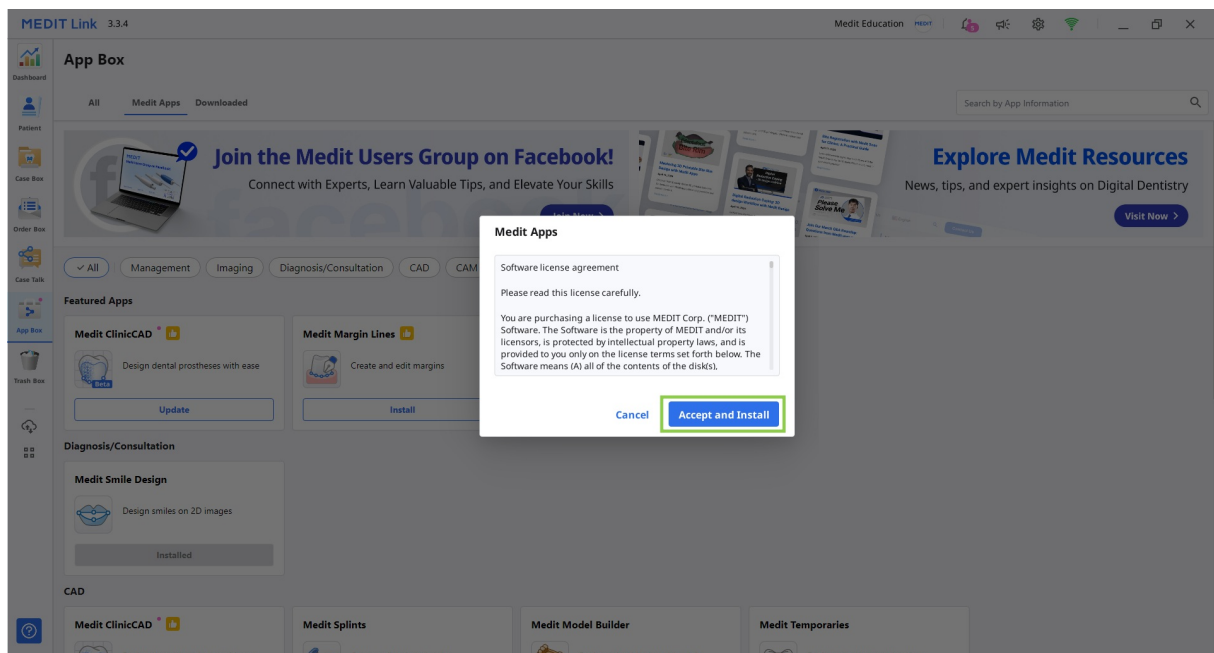 MEDIT Link 3.3.4
Medit Education MEDIT
Dashboard
Patient
Case Box
Order Box
Case Talk
App Box
Trash Box
App Box
All Medit Apps Downloaded
Search by App Information
Join the Medit Users Group on Facebook!
Connect with Experts, Learn Valuable Tips, and Elevate Your Skills
Join Now >
Please
Solve Me
Explore Medit Resources
News, tips, and expert insights on Digital Dentistry
Visit Now >
All Management Imaging Diagnosis/Consultation CAD CAM
Featured Apps
Medit ClinicCAD
Beta
Design dental prostheses with ease
Update
Medit Margin Lines
Create and edit margins
Install
Diagnosis/Consultation
Medit Smile Design
Design smiles on 2D images
Installed
CAD
Medit ClinicCAD
Medit Splints
Medit Model Builder
Medit Temporaries
Medit Apps
Software license agreement
Please read this license carefully.
You are purchasing a license to use MEDIT Corp. ("MEDIT")
Software. The Software is the property of MEDIT and/or its
licensors, is protected by intellectual property laws, and is
provided to you only on the license terms set forth below. The
Software means (A) all of the contents of the disk(s),
Cancel Accept and Install